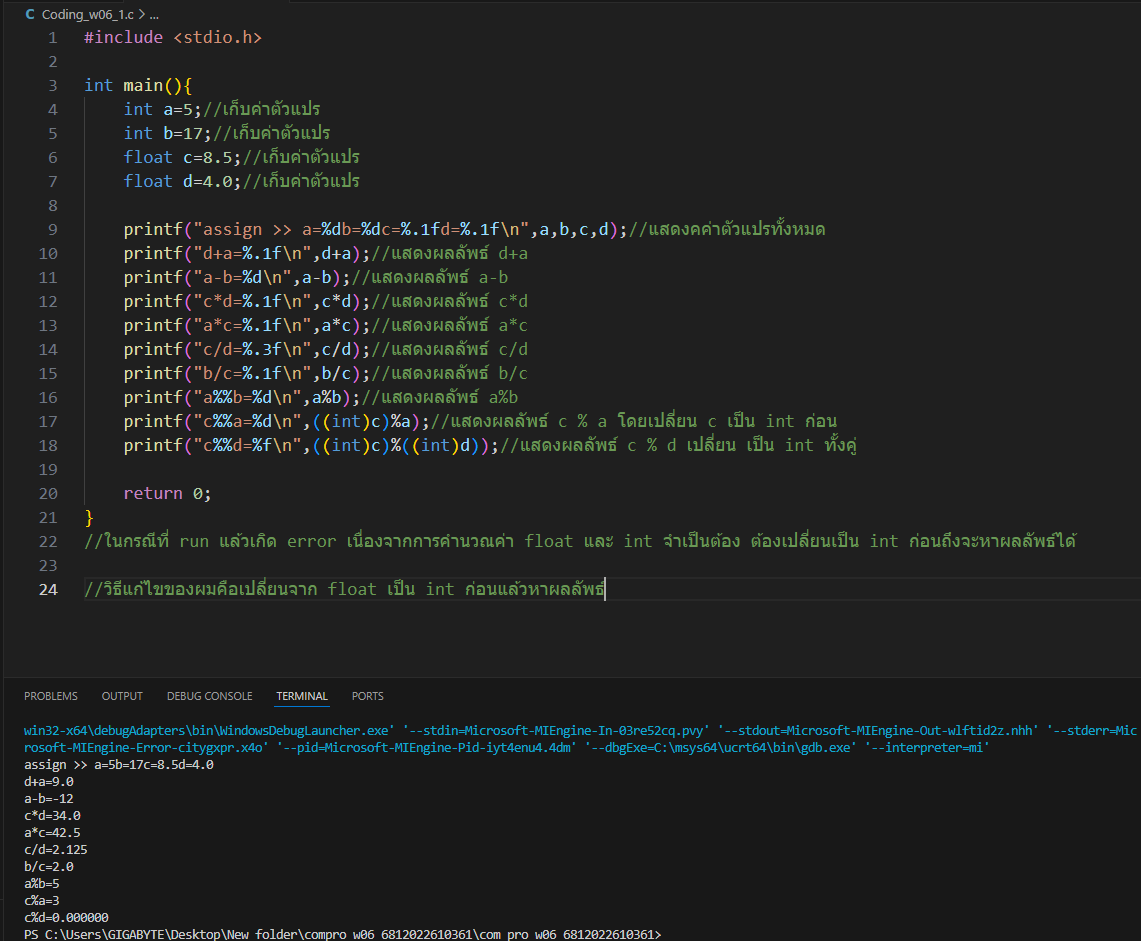 C Coding_w06_1.c > ...
1 #include <stdio.h>
2
3 int main(){
4 int a=5;//เก็บค่าตัวแปร
5 int b=17;//เก็บค่าตัวแปร
6 float c=8.5;//เก็บค่าตัวแปร
7 float d=4.0;//เก็บค่าตัวแปร
8
9 printf("assign >> a=%db=%dc=%.1fd=%.1f\n",a,b,c,d);//แสดงคค่าตัวแปรทั้งหมด
10 printf("d+a=%.1f\n",d+a);//แสดงผลลัพธ์ d+a
11 printf("a-b=%d\n",a-b);//แสดงผลลัพธ์ a-b
12 printf("c*d=%.1f\n",c*d);//แสดงผลลัพธ์ c*d
13 printf("a*c=%.1f\n",a*c);//แสดงผลลัพธ์ a*c
14 printf("c/d=%.3f\n",c/d);//แสดงผลลัพธ์ c/d
15 printf("b/c=%.1f\n",b/c);//แสดงผลลัพธ์ b/c
16 printf("a%%b=%d\n",a%b);//แสดงผลลัพธ์ a%b
17 printf("c%%a=%d\n",((int)c)%a);//แสดงผลลัพธ์ c % a โดยเปลี่ยน c เป็น int ก่อน
18 printf("c%%d=%f\n",((int)c)%((int)d));//แสดงผลลัพธ์ c % d เปลี่ยน เป็น int ทั้งคู่
19
20 return 0;
21 }
22 //ในกรณีที่ run แล้วเกิด error เนื่องจากการคำนวณค่า float และ int จำเป็นต้อง ต้องเปลี่ยนเป็น int ก่อนถึงจะหาผลลัพธ์ได้
23
24 //วิธีแก้ไขของผมคือเปลี่ยนจาก float เป็น int ก่อนแล้วหาผลลัพธ์
PROBLEMS OUTPUT DEBUG CONSOLE TERMINAL PORTS
win32-x64\debugAdapters\bin\WindowsDebugLauncher.exe' '--stdin=Microsoft-MIEngine-In-03re52cq.pvy' '--stdout=Microsoft-MIEngine-Out-wlftid2z.nhh' '--stderr=Mic
rosoft-MIEngine-Error-citygxpr.x4o' '--pid=Microsoft-MIEngine-Pid-iyt4enu4.4dm' '--dbgExe=C:\msys64\ucrt64\bin\gdb.exe' '--interpreter=mi'
assign >> a=5b=17c=8.5d=4.0
d+a=9.0
a-b=-12
c*d=34.0
a*c=42.5
c/d=2.125
b/c=2.0
a%b=5
c%a=3
c%d=0.000000
PS C:\Users\GIGABYTE\Desktop\New folder\compro w06 6812022610361\com pro w06 6812022610361>